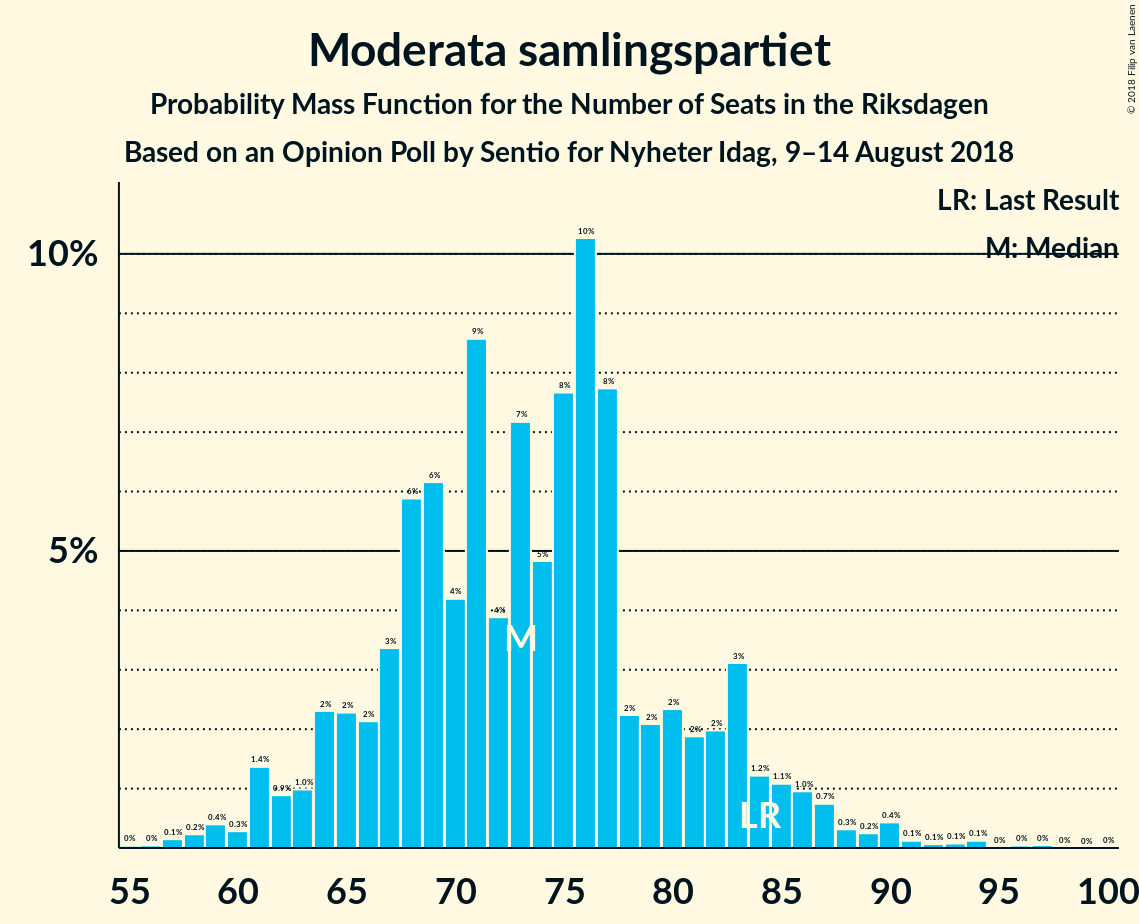 © 2018 Filip van Laenen
Moderata samlingspartiet
Probability Mass Function for the Number of Seats in the Riksdagen
Based on an Opinion Poll by Sentio for Nyheter Idag, 9–14 August 2018
LR: Last Result
M: Median
10%
5%
0% 0% 0.1% 0.2% 0.4% 0.3% 1.4% 0.9% 1.0% 2% 2% 2% 3% 6% 6% 4% 9% 4% 7% 5% 8% 10% 8% 2% 2% 2% 2% 2% 3% 1.2% 1.1% 1.0% 0.7% 0.3% 0.2% 0.4% 0.1% 0.1% 0.1% 0.1% 0% 0% 0% 0% 0% 0%
M
LR
55 60 65 70 75 80 85 90 95 100